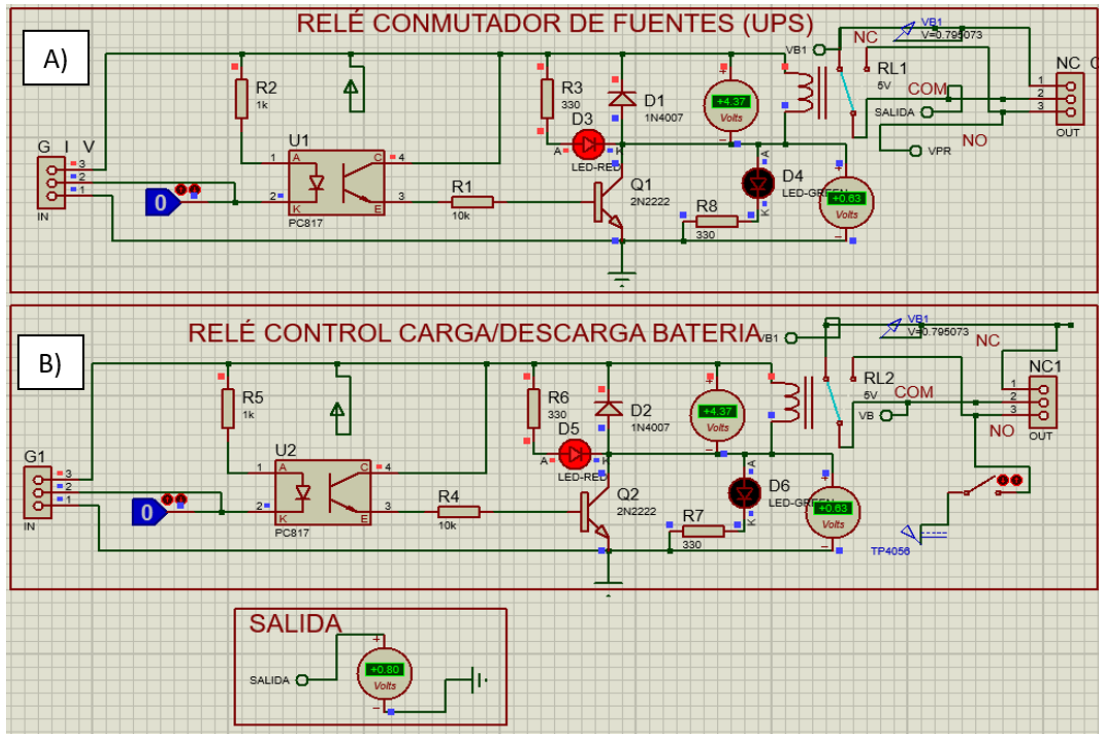 A)
RELÉ CONMUTADOR DE FUENTES (UPS)
VB1
V=0.795073
NC
VB1
RL1
5V
COM
SALIDA
NO
VPR
NC
1
2
3
OUT
G I V
3
2
1
IN
0
R2
1k
U1
A
C
K
E
1
2
4
3
PC817
R1
10k
R3
330
D3
A
K
LED-RED
D1
1N4007
Q1
2N2222
+4.37
Volts
D4
LED-GREEN
A
K
R8
330
+0.63
Volts
B)
RELÉ CONTROL CARGA/DESCARGA BATERIA
VB1
VB1
V=0.795073
NC
RL2
5V
COM
VB
NO
NC1
1
2
3
OUT
TP4056
G1
3
2
1
IN
0
R5
1k
U2
A
C
K
E
1
2
4
3
PC817
R4
10k
R6
330
D5
A
K
LED-RED
D2
1N4007
Q2
2N2222
+4.37
Volts
D6
LED-GREEN
A
K
R7
330
+0.63
Volts
SALIDA
SALIDA
+0.80
Volts